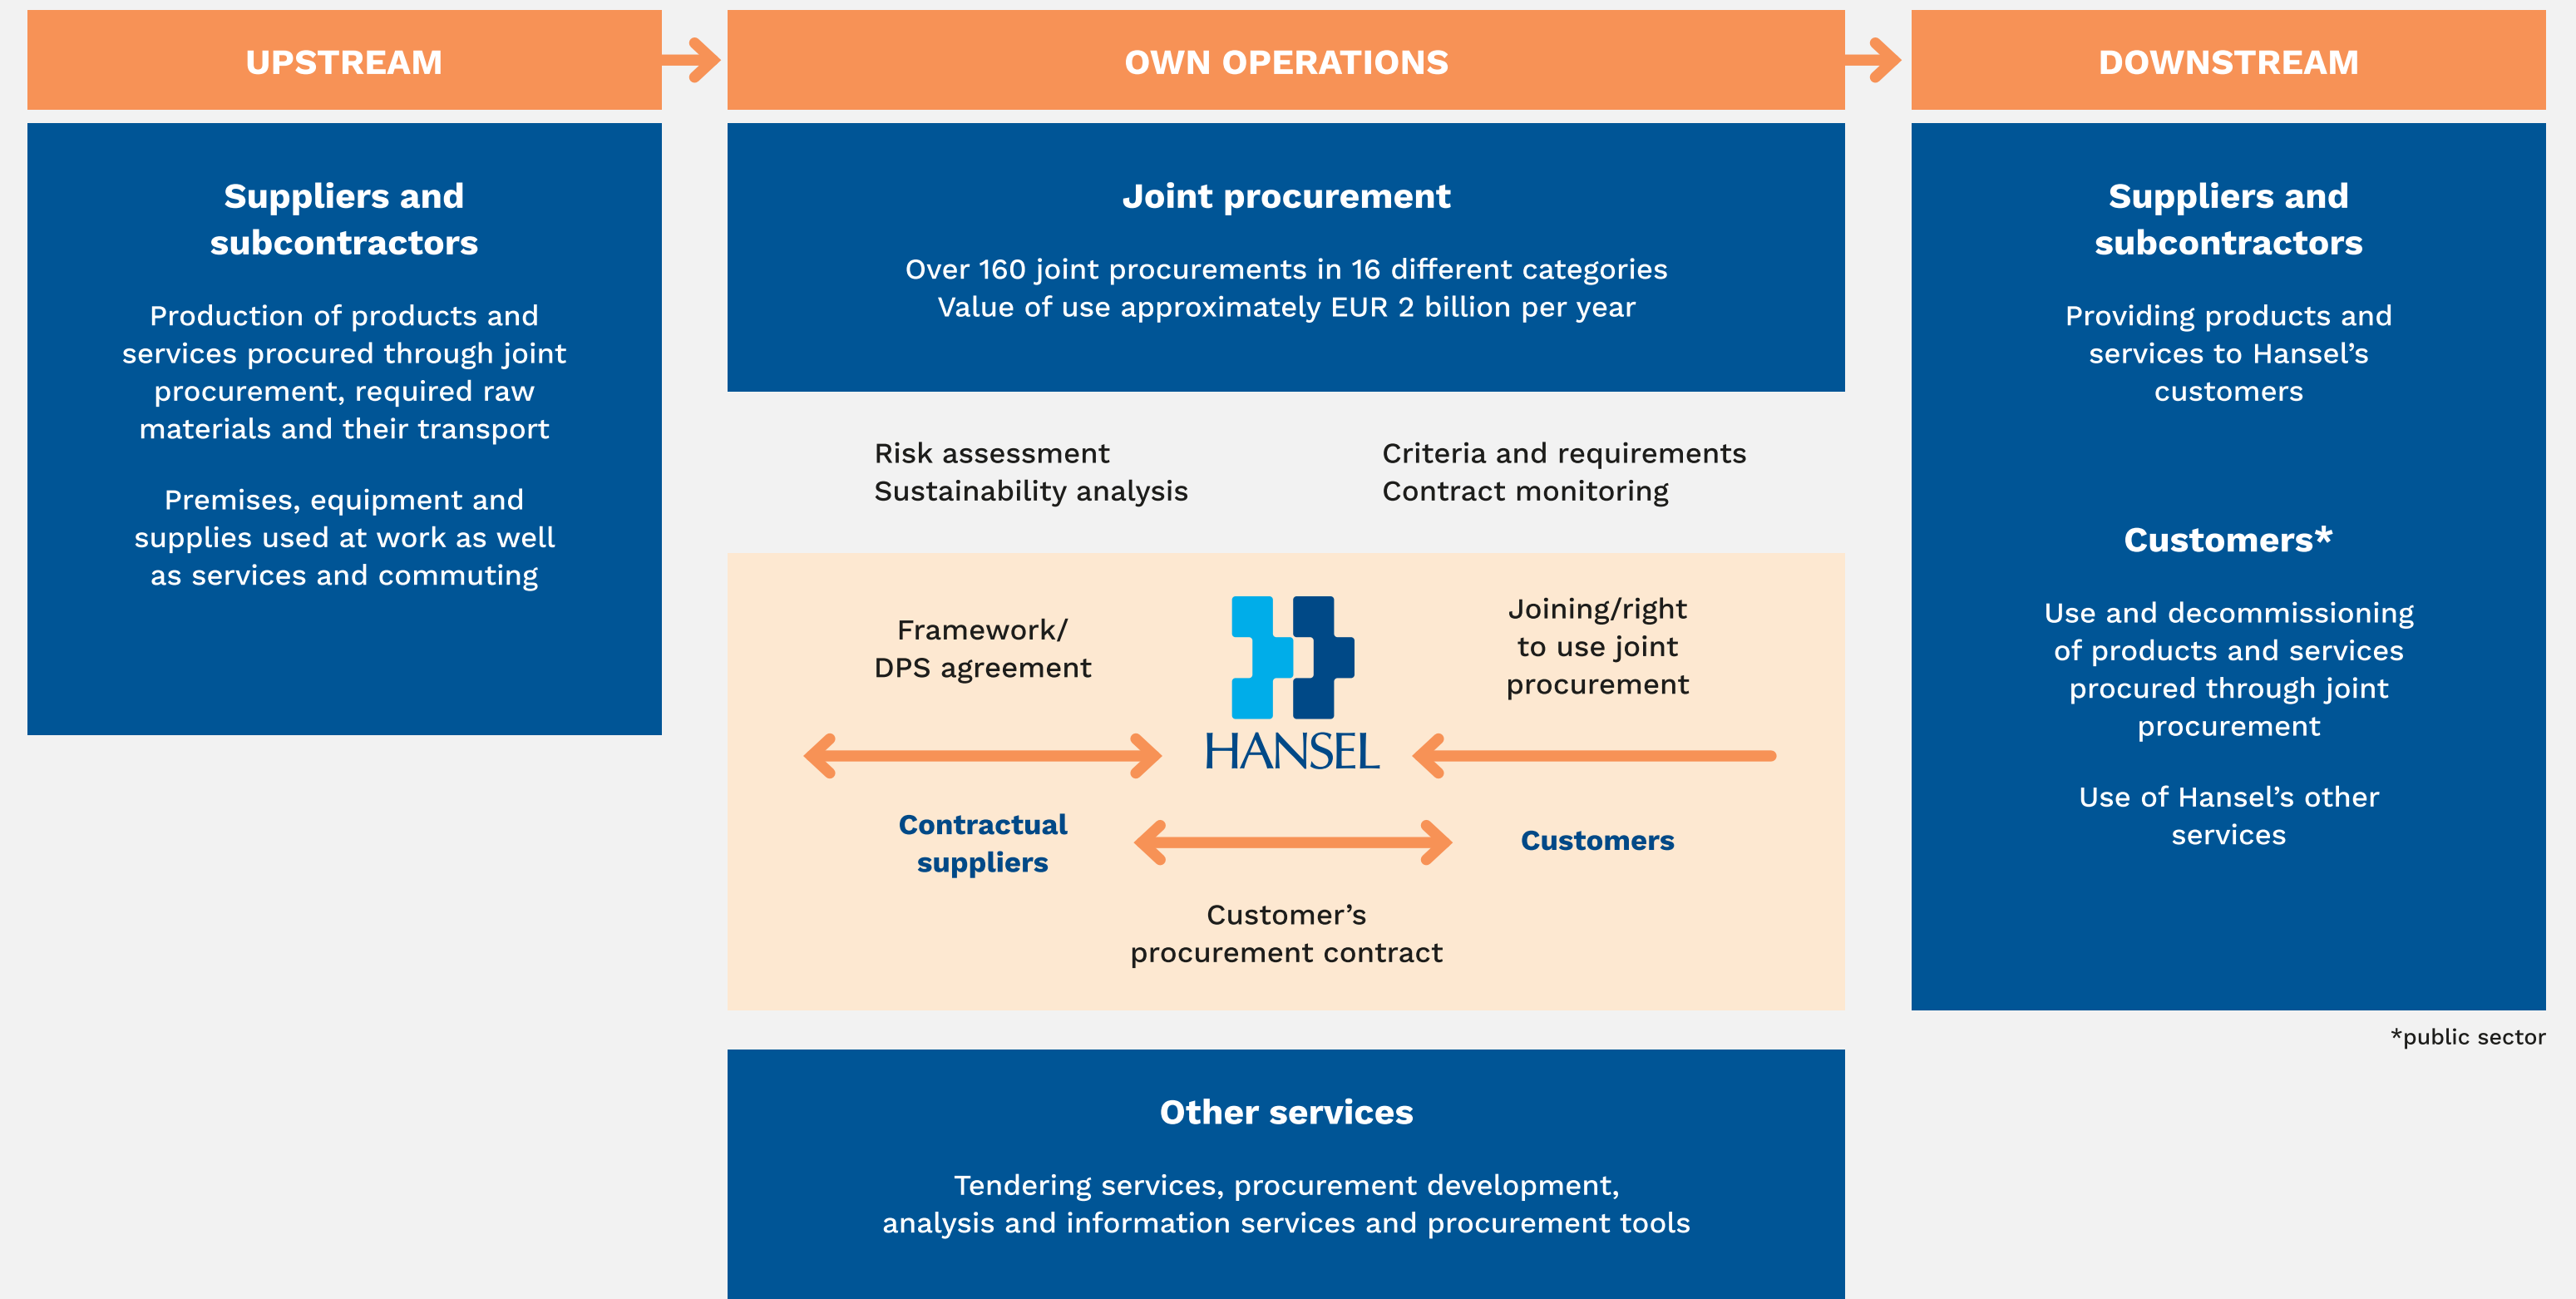 UPSTREAM
Suppliers and
subcontractors
Production of products and
services procured through joint
procurement, required raw
materials and their transport
Premises, equipment and
supplies used at work as well
as services and commuting
OWN OPERATIONS
Joint procurement
Over 160 joint procurements in 16 different categories
Value of use approximately EUR 2 billion per year
Risk assessment
Sustainability analysis
Criteria and requirements
Contract monitoring
Framework/
DPS agreement
HANSEL
Joining/right
to use joint
procurement
Contractual
suppliers
Customers
Customer’s
procurement contract
Other services
Tendering services, procurement development,
analysis and information services and procurement tools
DOWNSTREAM
Suppliers and
subcontractors
Providing products and
services to Hansel’s
customers
Customers*
Use and decommissioning
of products and services
procured through joint
procurement
Use of Hansel’s other
services
*public sector